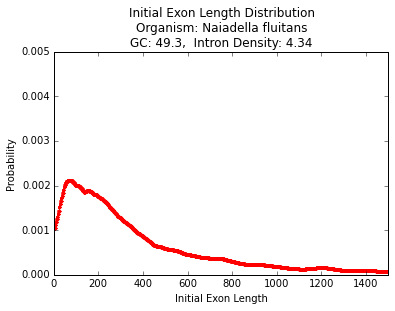 Initial Exon Length Distribution
Organism: Naiadella fluitans
GC: 49.3,  Intron Density: 4.34
0.005
0.004
0.003
0.002
0.001
0.000
Probability
0 200 400 600 800 1000 1200 1400
Initial Exon Length